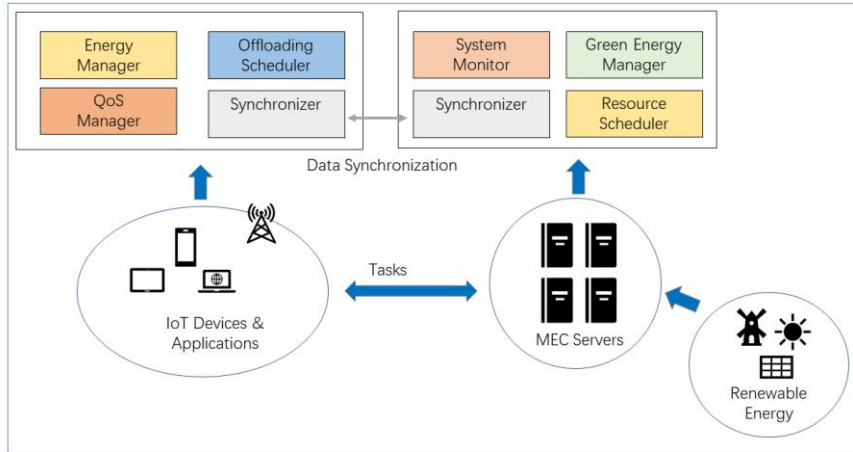 Energy
Manager
Offloading
Scheduler
QoS
Manager
Synchronizer
System
Monitor
Green Energy
Manager
Synchronizer
Resource
Scheduler
Data Synchronization
Tasks
IoT Devices &
Applications
MEC Servers
Renewable
Energy